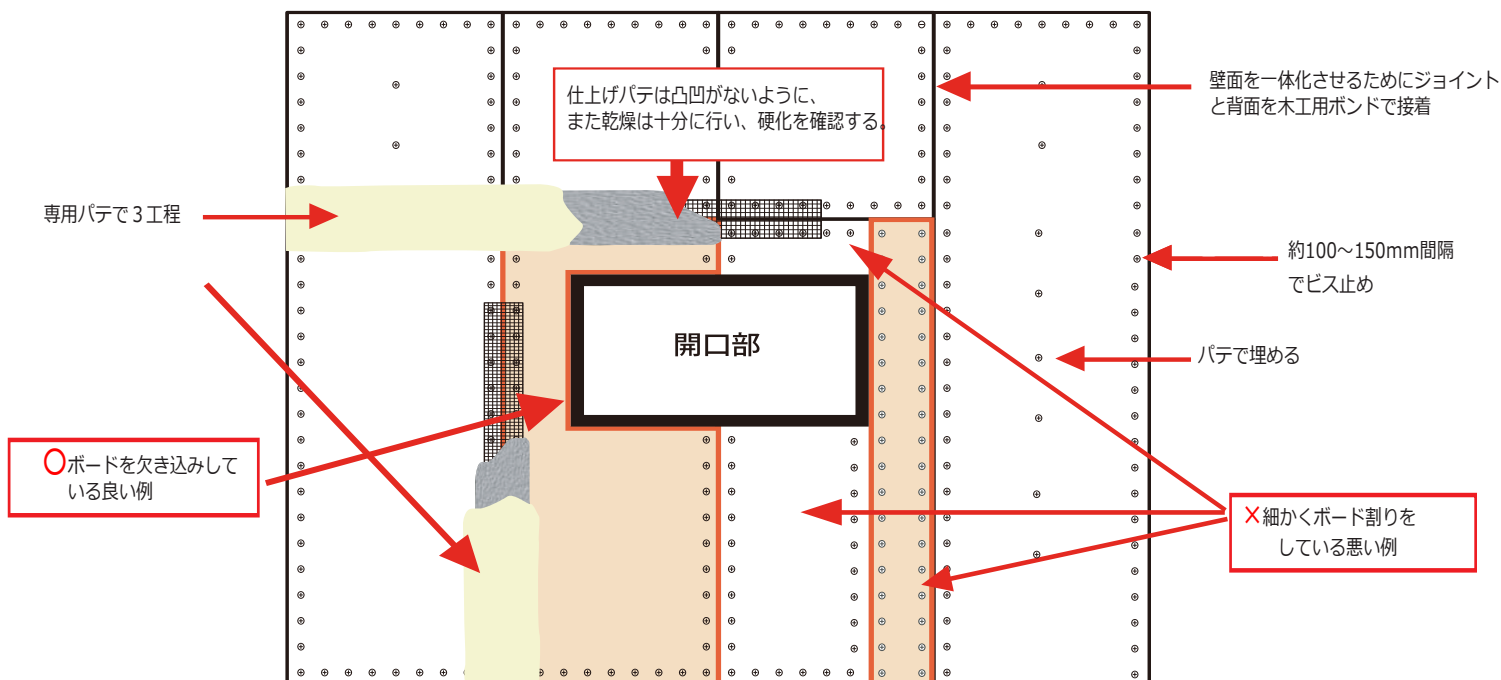 仕上げパテは凸凹がないように、
また乾燥は十分に行い、硬化を確認する。
壁面を一体化させるためにジョイント
と背面を木工用ボンドで接着
専用パテで3工程
約100～150mm間隔
でビス止め
開口部
パテで埋める
○ボードを欠き込みして
いる良い例
×細かくボード割りを
している悪い例